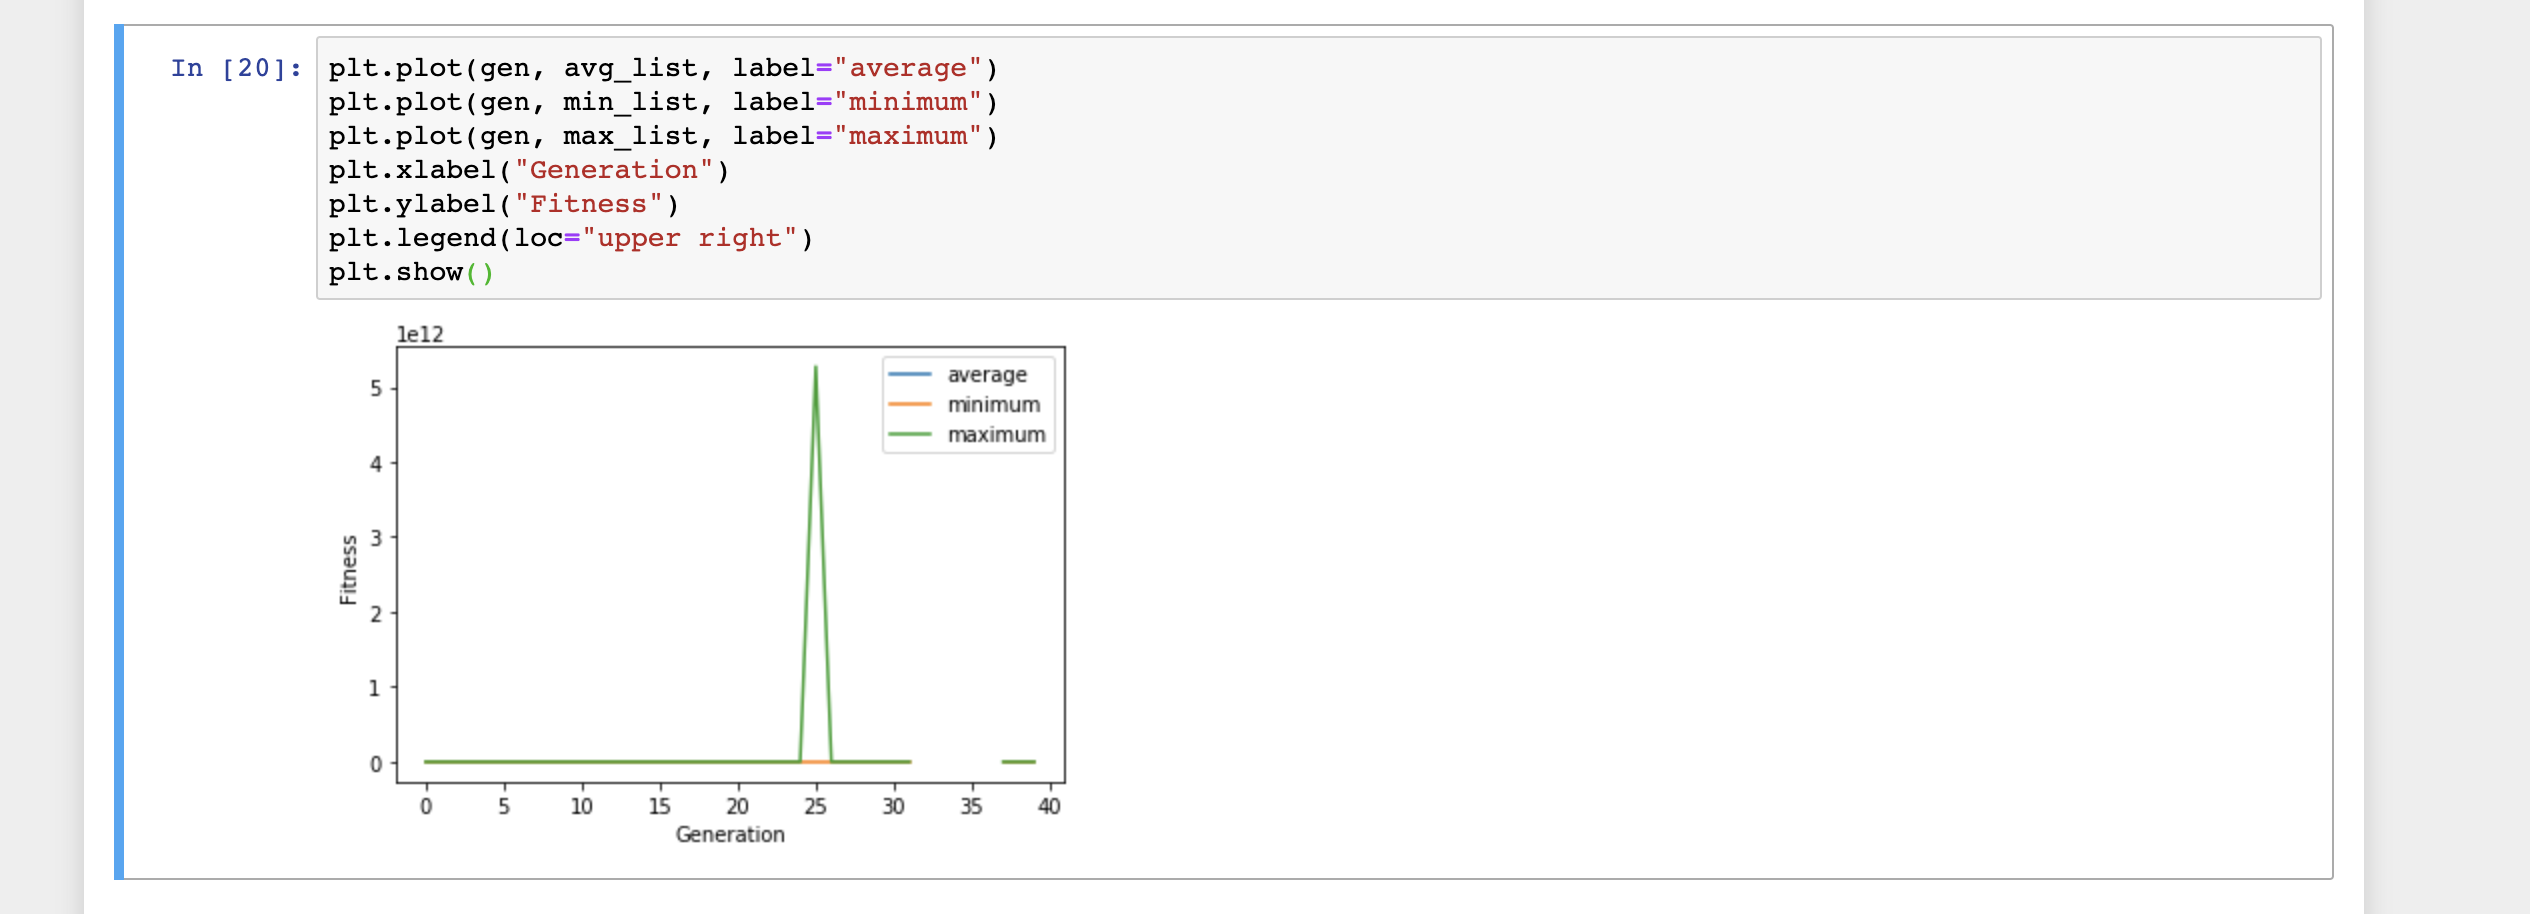 In [20]:
plt.plot(gen, avg_list, label="average")
plt.plot(gen, min_list, label="minimum")
plt.plot(gen, max_list, label="maximum")
plt.xlabel("Generation")
plt.ylabel("Fitness")
plt.legend(loc="upper right")
plt.show()
1e12
average
minimum
maximum
5
4
3
2
1
0
Fitness
0 5 10 15 20 25 30 35 40
Generation